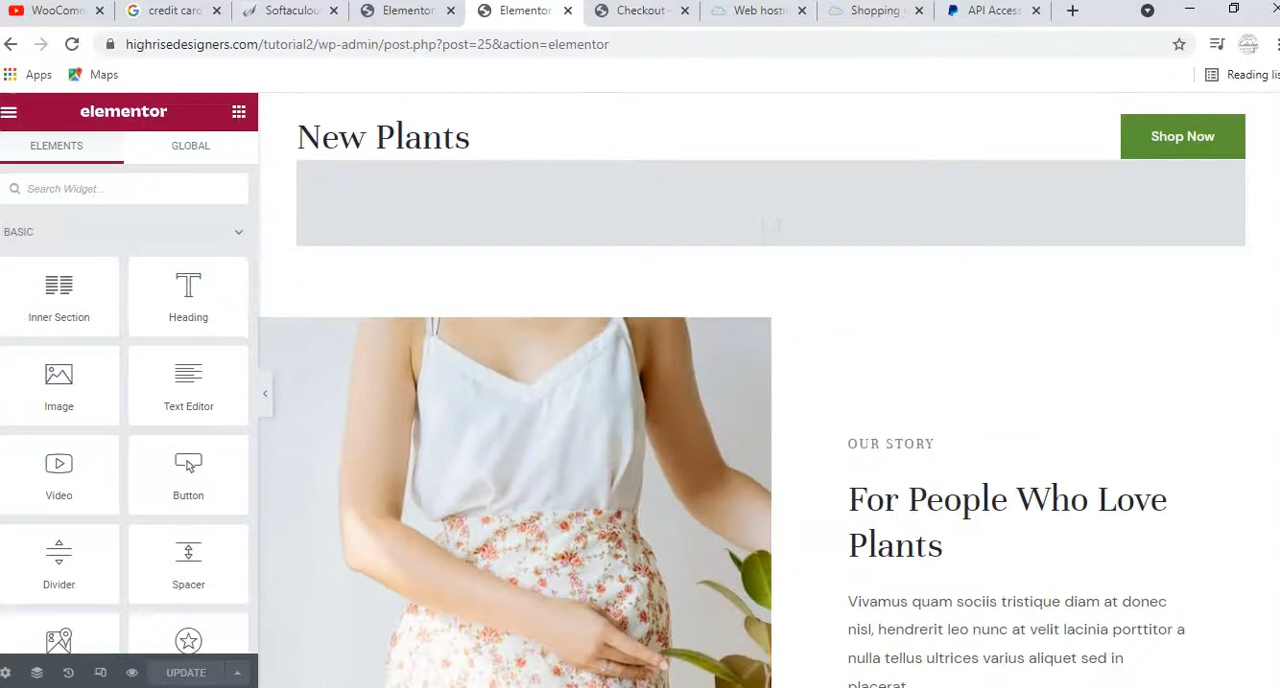 WooComm
credit card
Softaculou
Elementor
Elementor
Checkout –
Web hosti
Shopping
API Access
highrisedesigners.com/tutorial2/wp-admin/post.php?post=25&action=elementor
Apps
Maps
Reading lis
elementor
ELEMENTS
GLOBAL
Search Widget...
BASIC
Inner Section
Heading
Image
Text Editor
Video
Button
Divider
Spacer
UPDATE
New Plants
Shop Now
OUR STORY
For People Who Love
Plants
Vivamus quam sociis tristique diam at donec
nisl, hendrerit leo nunc at velit lacinia porttitor a
nulla tellus ultrices varius aliquet sed in
placerat